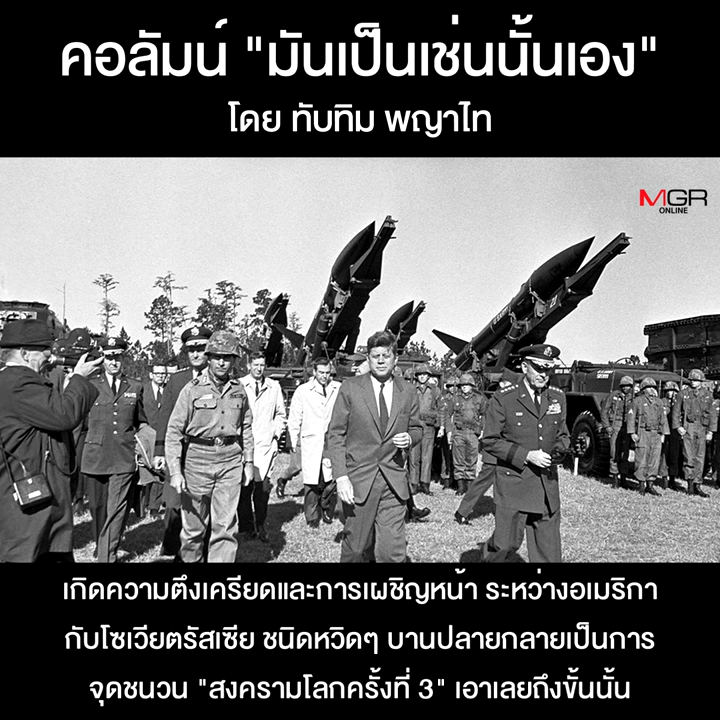 คอลัมน์ "มันเป็นเช่นนั้นเอง"
โดย ทับทิม พญาไท
MGR
ONLINE
เกิดความตึงเครียดและการเผชิญหน้า ระหว่างอเมริกา
กับโซเวียตรัสเซีย ชนิดหวิดๆ บานปลายกลายเป็นการ
จุดชนวน "สงครามโลกครั้งที่ 3" เอาเลยถึงขั้นนั้น